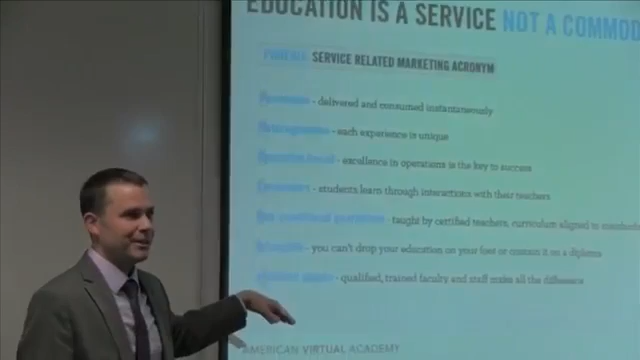 EDUCATION IS A SERVICE NOT A COMMOD
SERVICE RELATED MARKETING ACRONYM
- delivered and consumed instantaneously
- each experience is unique
- excellence in operations is the key to success
- students learn through interactions with their teachers
- taught by certified teachers, curriculum aligned to standards
- you can't drop your education on your foot or contain it on a diploma
- qualified, trained faculty and staff make all the difference
AMERICAN VIRTUAL ACADEMY